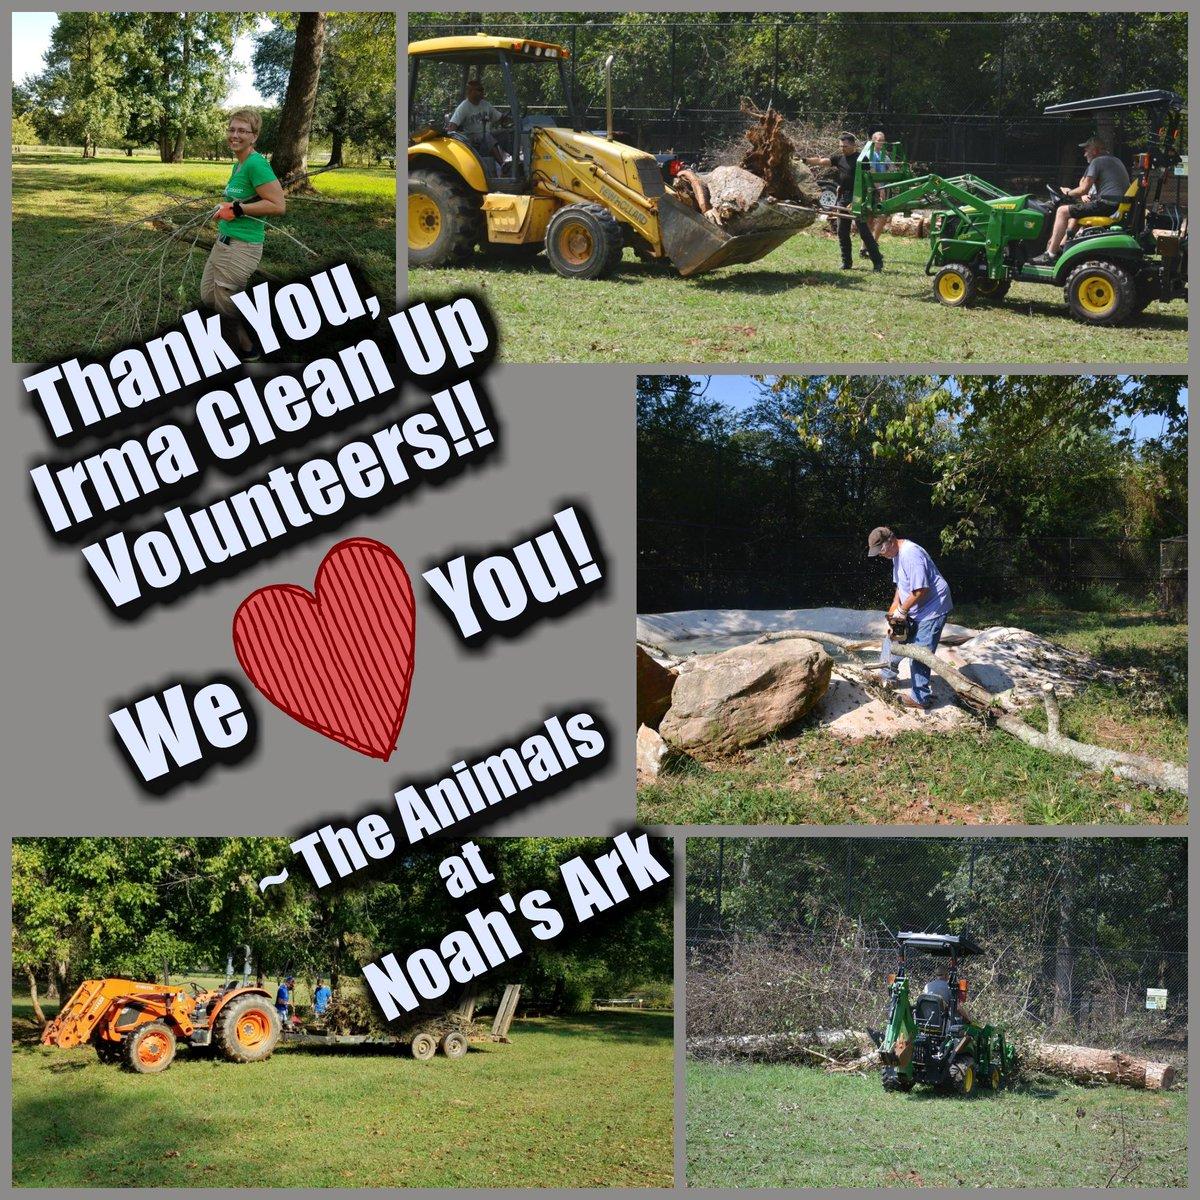 Thank You,
Irma Clean Up
Volunteers!!
We
You!
~ The Animals
at
Noah's Ark